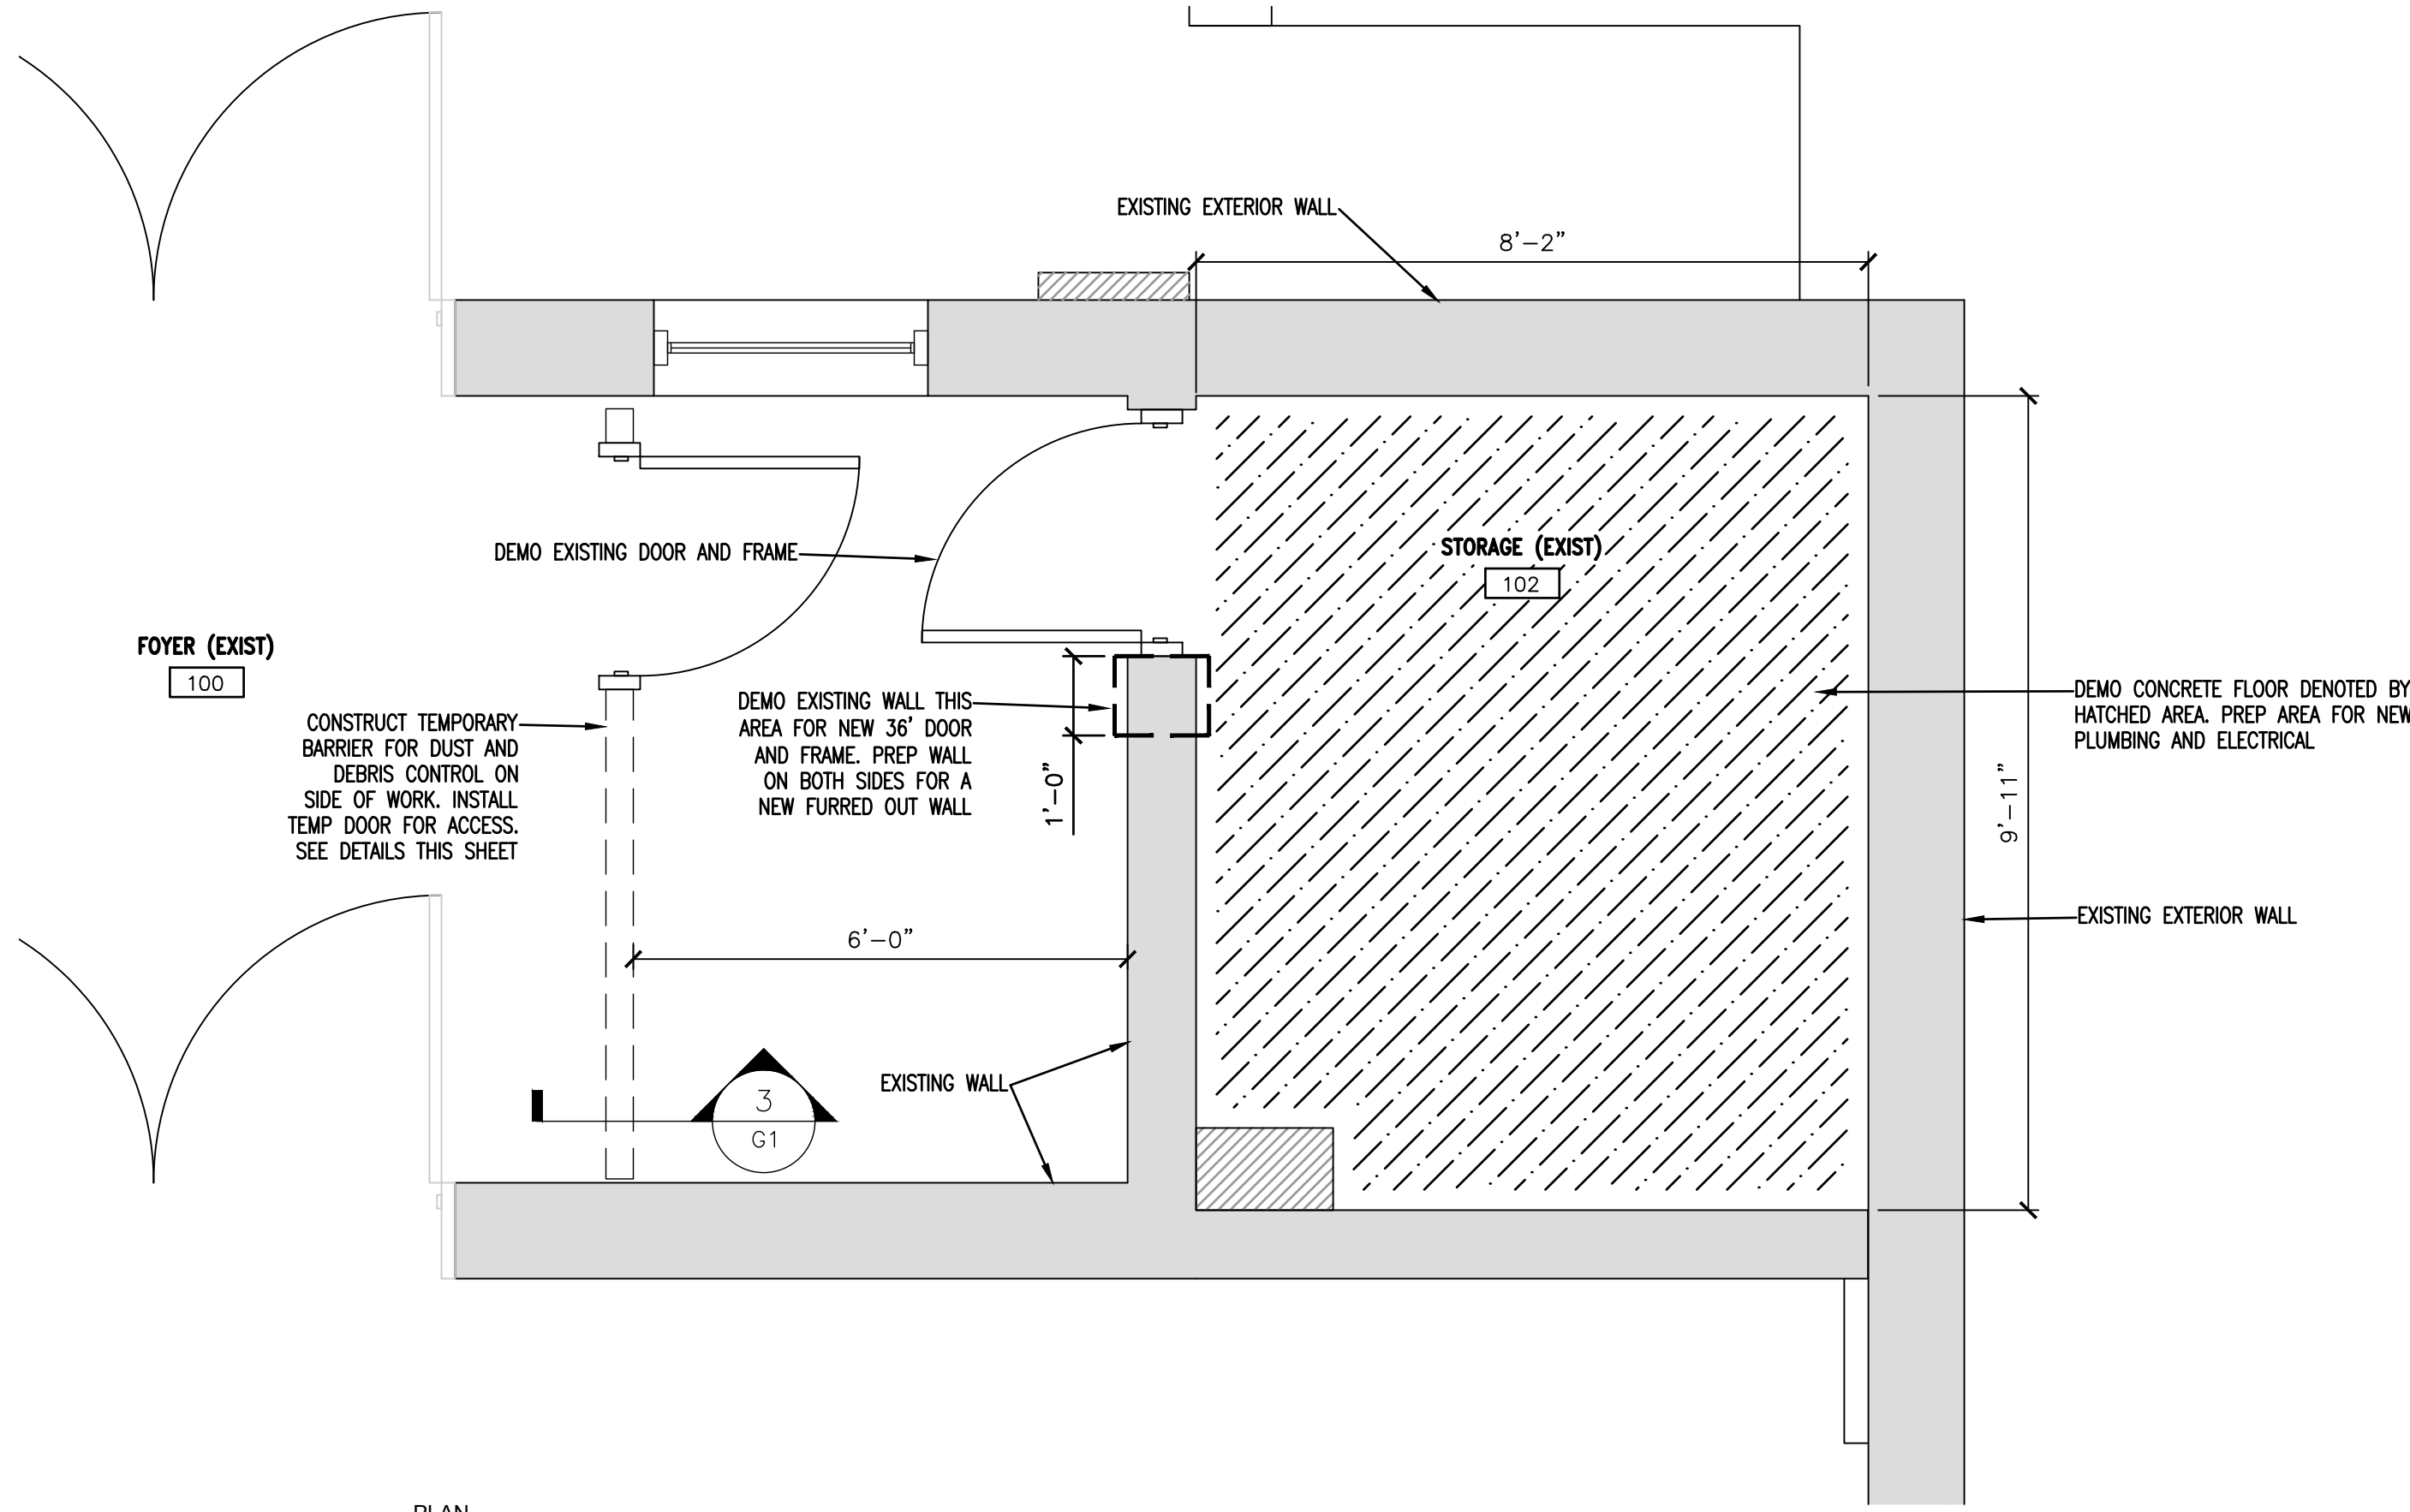 EXISTING EXTERIOR WALL
8'-2"
DEMO EXISTING DOOR AND FRAME
STORAGE (EXIST)
102
FOYER (EXIST)
100
CONSTRUCT TEMPORARY
BARRIER FOR DUST AND
DEBRIS CONTROL ON
SIDE OF WORK. INSTALL
TEMP DOOR FOR ACCESS.
SEE DETAILS THIS SHEET
DEMO EXISTING WALL THIS
AREA FOR NEW 36' DOOR
AND FRAME. PREP WALL
ON BOTH SIDES FOR A
NEW FURRED OUT WALL
1'-0"
DEMO CONCRETE FLOOR DENOTED BY
HATCHED AREA. PREP AREA FOR NEW
PLUMBING AND ELECTRICAL
9'-11"
EXISTING EXTERIOR WALL
6'-0"
EXISTING WALL
3
G1
PLAN